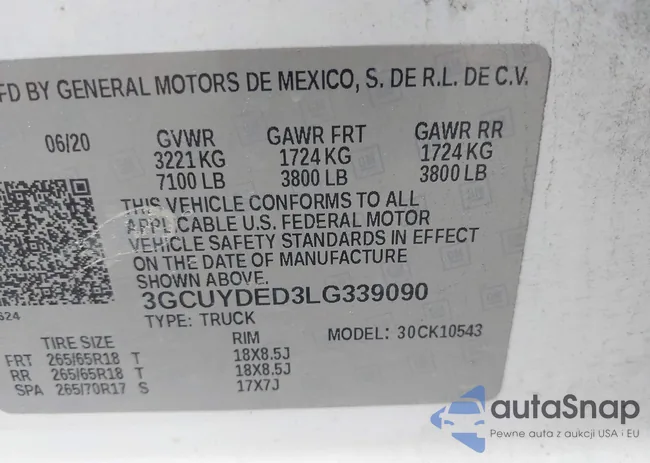 FD BY GENERAL MOTORS DE MEXICO, S. DE R.L. DE C.V.
06/20 GVWR GAWR FRT GAWR RR
3221 KG 1724 KG 1724 KG
7100 LB 3800 LB 3800 LB
THIS VEHICLE CONFORMS TO ALL
APPLICABLE U.S. FEDERAL MOTOR
VEHICLE SAFETY STANDARDS IN EFFECT
ON THE DATE OF MANUFACTURE
SHOWN ABOVE.
3GCUYDED3LG339090
TYPE: TRUCK MODEL: 30CK10543
TIRE SIZE RIM
FRT 265/65R18 T 18X8.5J
RR 265/65R18 T 18X8.5J
SPA 265/70R17 S 17X7J
autaSnap
Pewne auta z aukcji USA i EU